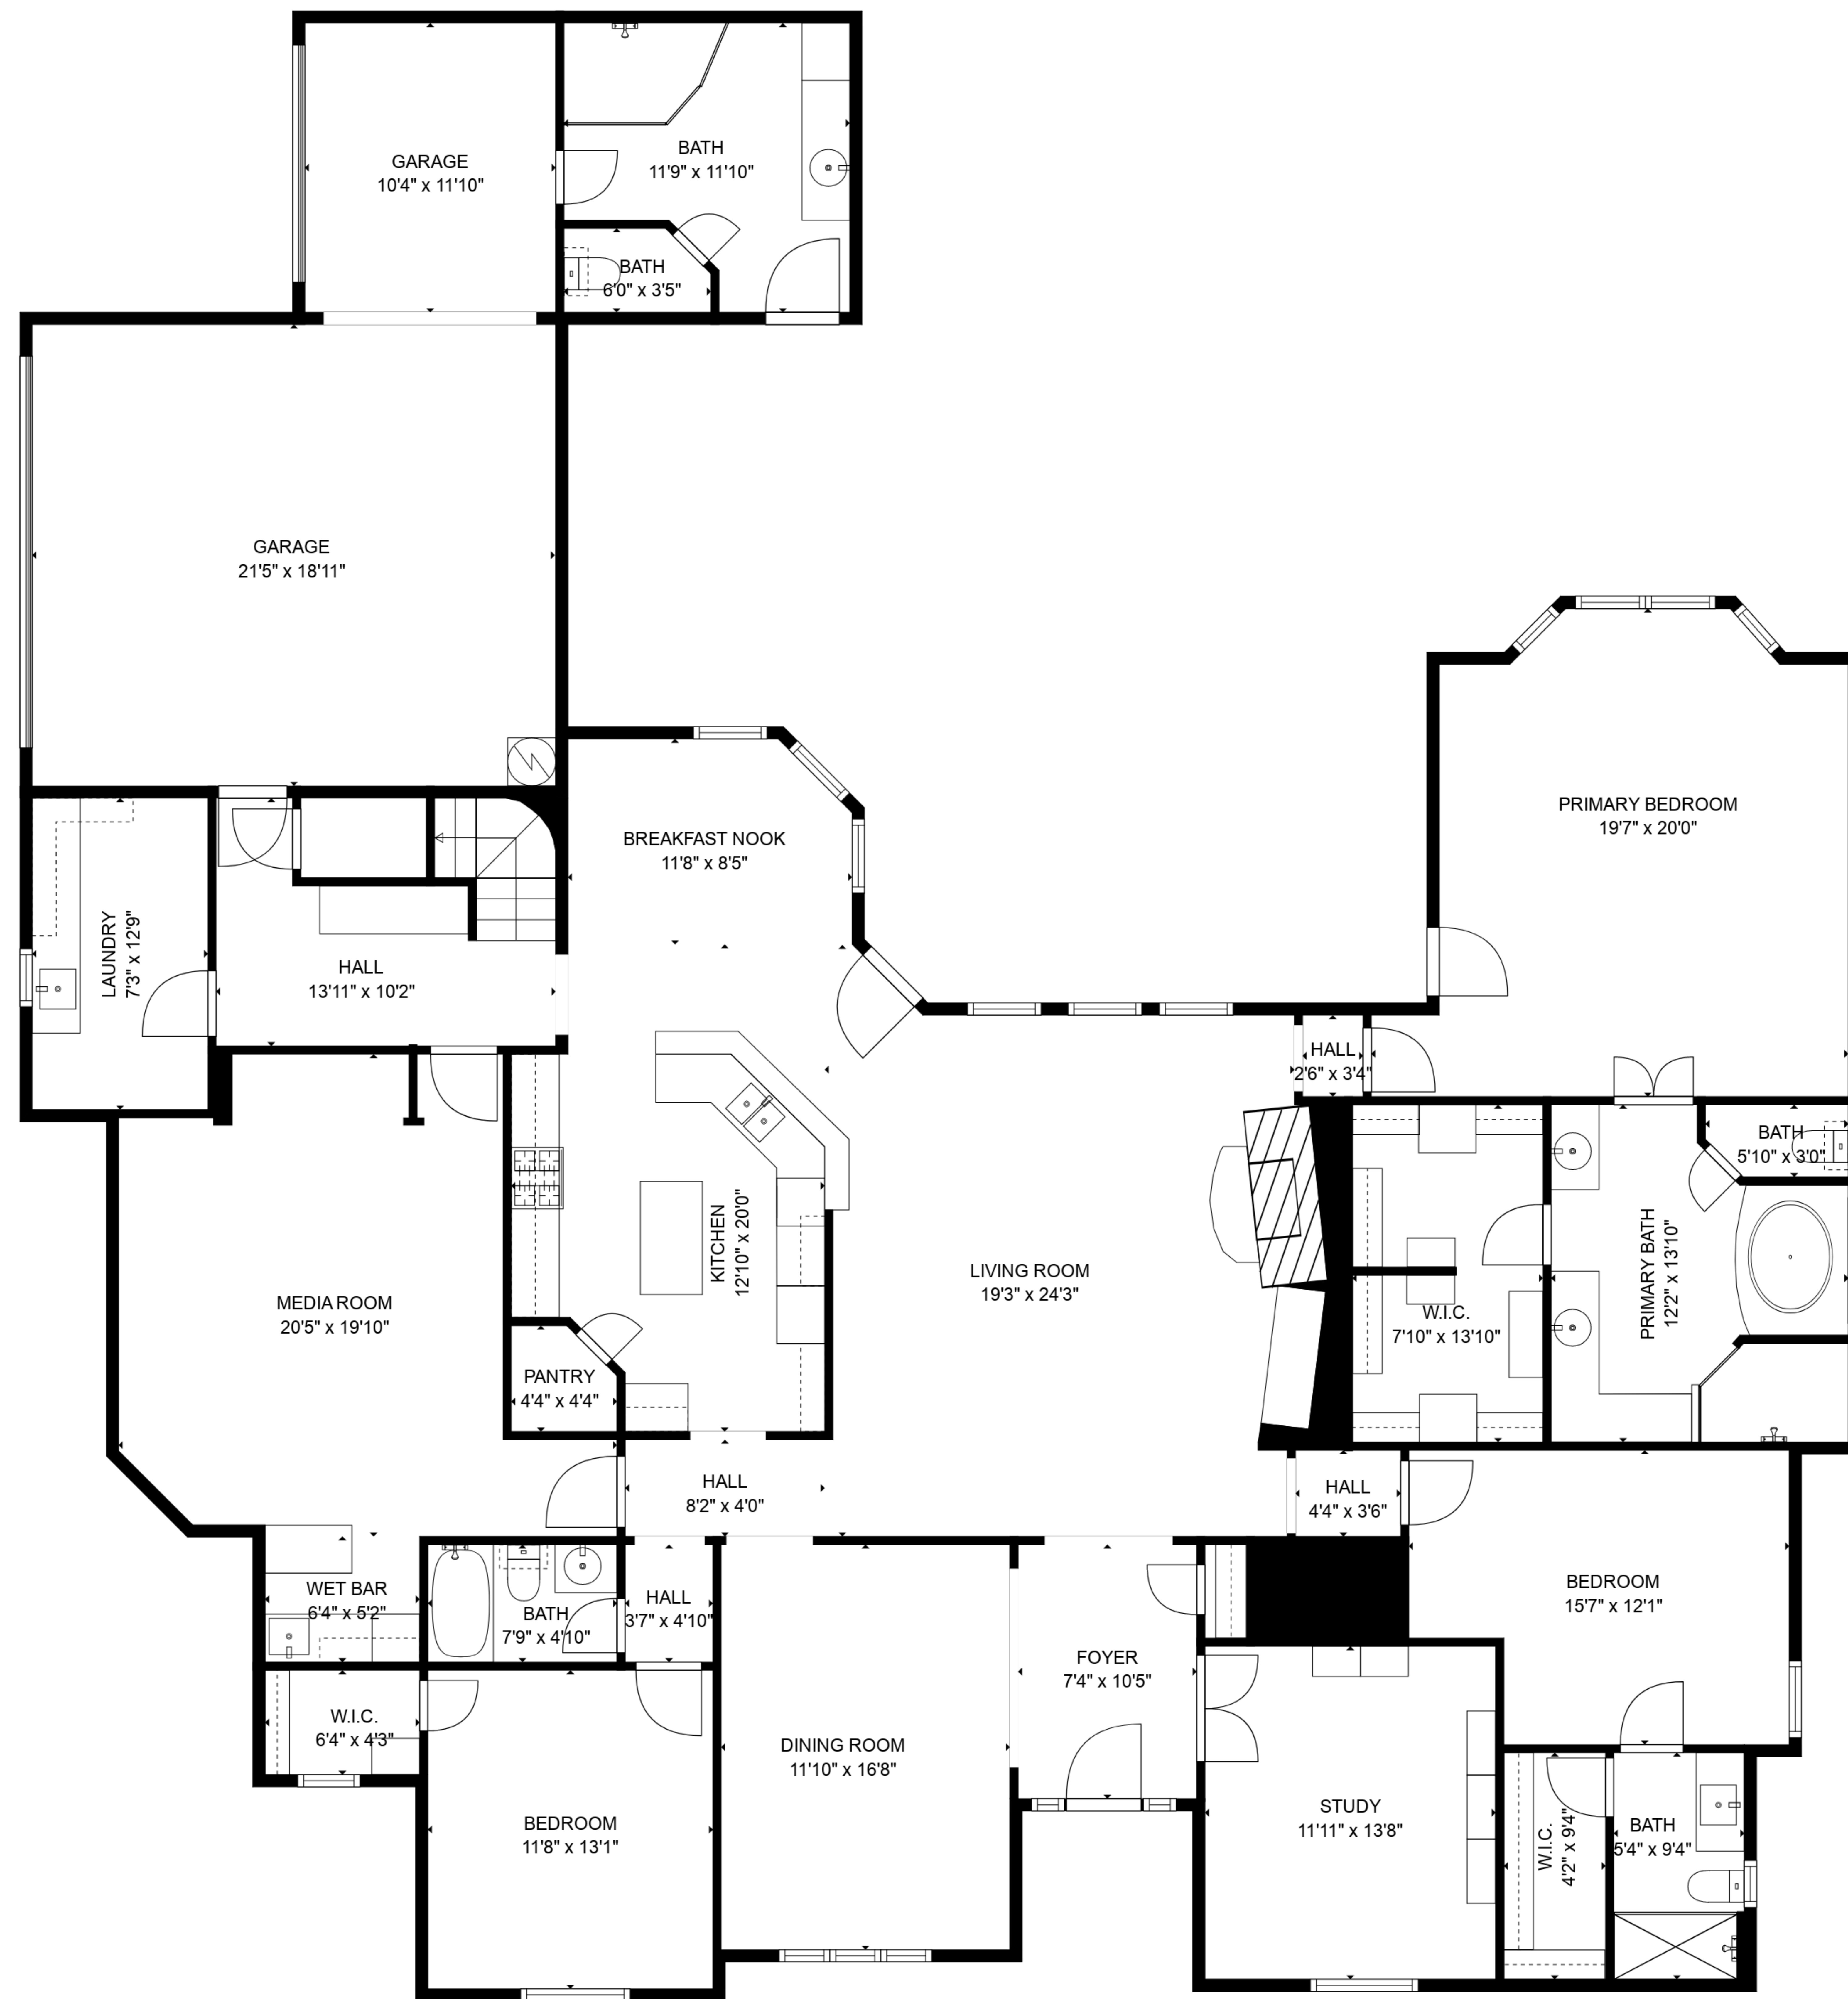 GARAGE
10'4" x 11'10"
BATH
11'9" x 11'10"
BATH
6'0" x 3'5"
GARAGE
21'5" x 18'11"
PRIMARY BEDROOM
19'7" x 20'0"
BREAKFAST NOOK
11'8" x 8'5"
LAUNDRY
7'3" x 12'9"
HALL
13'11" x 10'2"
HALL
2'6" x 3'4"
BATH
5'10" x 3'0"
KITCHEN
12'10" x 20'0"
LIVING ROOM
19'3" x 24'3"
PRIMARY BATH
12'2" x 13'10"
MEDIA ROOM
20'5" x 19'10"
W.I.C.
7'10" x 13'10"
PANTRY
4'4" x 4'4"
HALL
8'2" x 4'0"
HALL
4'4" x 3'6"
WET BAR
6'4" x 5'2"
BATH
7'9" x 4'10"
HALL
3'7" x 4'10"
BEDROOM
15'7" x 12'1"
FOYER
7'4" x 10'5"
W.I.C.
6'4" x 4'3"
DINING ROOM
11'10" x 16'8"
BEDROOM
11'8" x 13'1"
STUDY
11'11" x 13'8"
W.I.C.
4'2" x 9'4"
BATH
5'4" x 9'4"